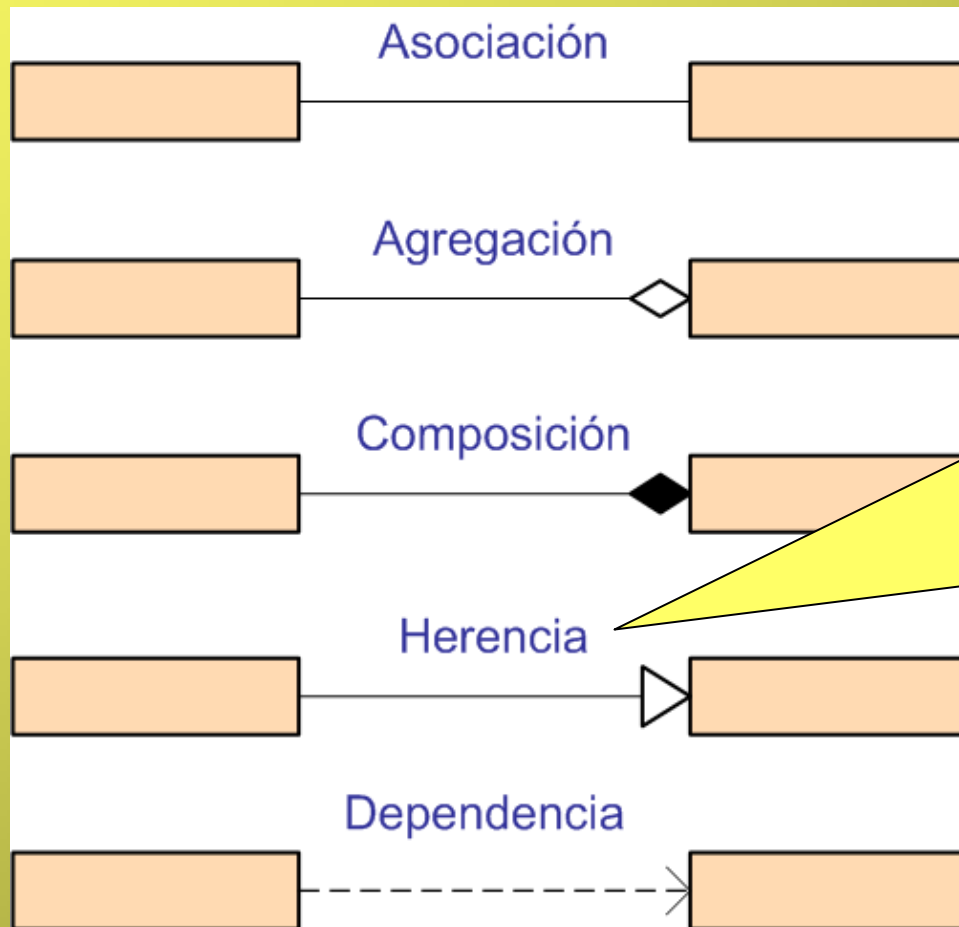 Asociación
Agregación
Composición
Herencia
Dependencia